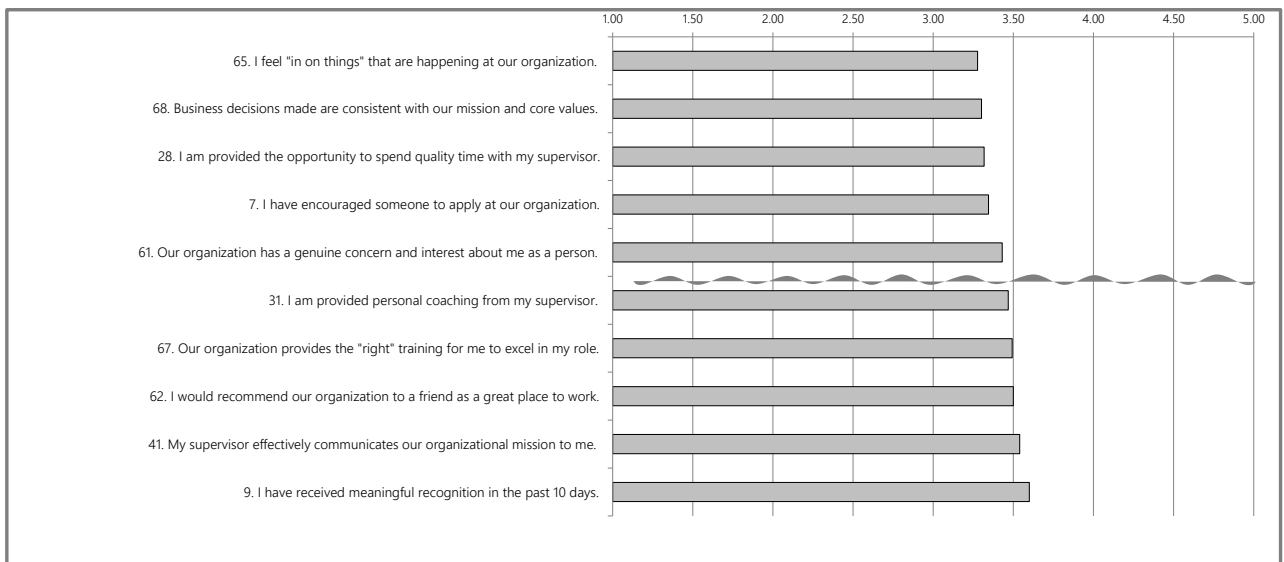 1.00 1.50 2.00 2.50 3.00 3.50 4.00 4.50 5.00
65. I feel "in on things" that are happening at our organization.
68. Business decisions made are consistent with our mission and core values.
28. I am provided the opportunity to spend quality time with my supervisor.
7. I have encouraged someone to apply at our organization.
61. Our organization has a genuine concern and interest about me as a person.
31. I am provided personal coaching from my supervisor.
67. Our organization provides the "right" training for me to excel in my role.
62. I would recommend our organization to a friend as a great place to work.
41. My supervisor effectively communicates our organizational mission to me.
9. I have received meaningful recognition in the past 10 days.